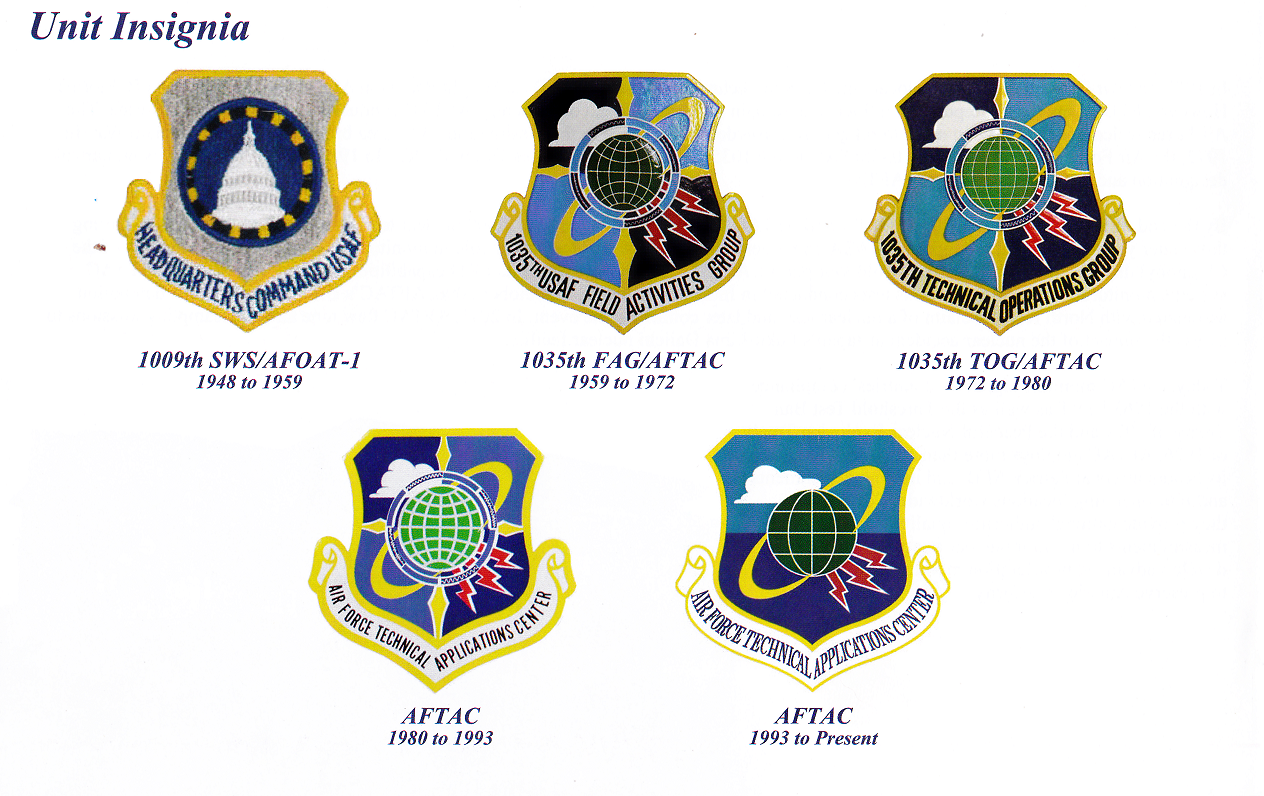 Unit Insignia
HEADQUARTERS COMMAND USAF
1035TH USAF FIELD ACTIVITIES GROUP
1035TH TECHNICAL OPERATIONS GROUP
1009th SWS/AFOAT-1
1948 to 1959
1035th FAG/AFTAC
1959 to 1972
1035th TOG/AFTAC
1972 to 1980
AIR FORCE TECHNICAL APPLICATIONS CENTER
AIR FORCE TECHNICAL APPLICATIONS CENTER
AFTAC
1980 to 1993
AFTAC
1993 to Present